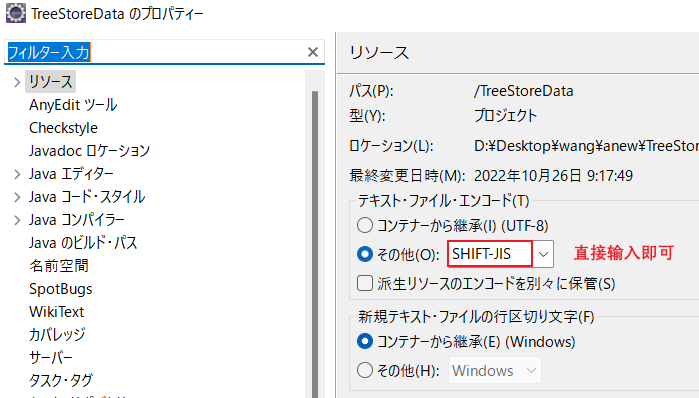 TreeStoreData のプロパティー
フィルター入力
リソース
AnyEdit ツール
Checkstyle
Javadoc ロケーション
Java エディター
Java コード・スタイル
Java コンパイラー
Java のビルド・パス
名前空間
SpotBugs
WikiText
カバレッジ
サーバー
タスク・タグ
リソース
パス(P): /TreeStoreData
型(Y): プロジェクト
ロケーション(L): D:¥Desktop¥wang¥anew¥TreeSto
最終変更日時(M): 2022年10月26日 9:17:49
テキスト・ファイル・エンコード(T)
コンテナーから継承(I) (UTF-8)
その他(O): SHIFT-JIS 直接输入即可
派生リソースのエンコードを別々に保管(S)
新規テキスト・ファイルの行区切り文字(F)
コンテナーから継承(E) (Windows)
その他(H): Windows